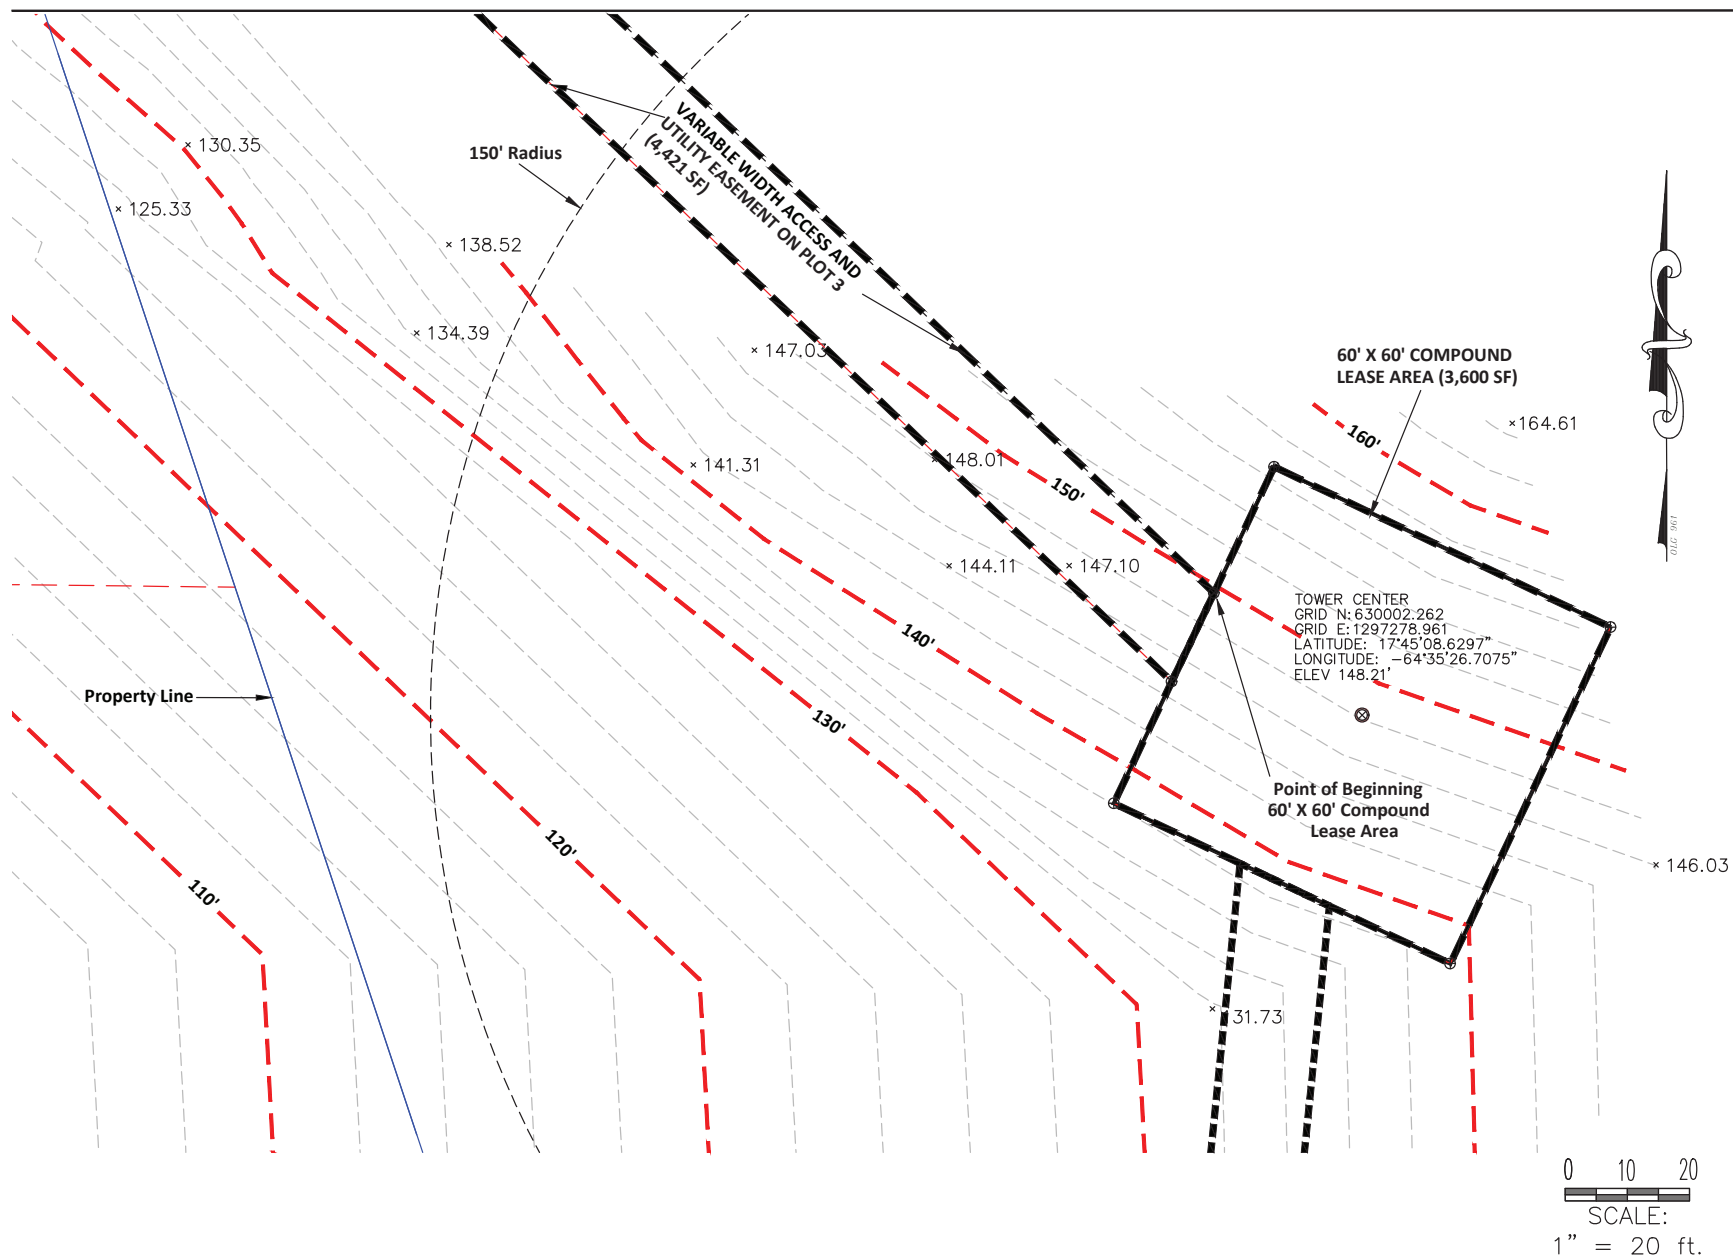 130.35
125.33
150' Radius
VARIABLE WIDTH ACCESS AND
UTILITY EASEMENT ON PLOT 3
(4,421 SF)
138.52
134.39
147.03
60' X 60' COMPOUND
LEASE AREA (3,600 SF)
160'
164.61
141.31
148.01
150'
144.11
147.10
OLG 961
TOWER CENTER
GRID N: 630002.262
GRID E: 1297278.961
LATITUDE: 17°45'08.6297"
LONGITUDE: -64°35'26.7075"
ELEV 148.21'
140'
Property Line
130'
Point of Beginning
60' X 60' Compound
Lease Area
120'
110'
146.03
31.73
0 10 20
SCALE:
1" = 20 ft.